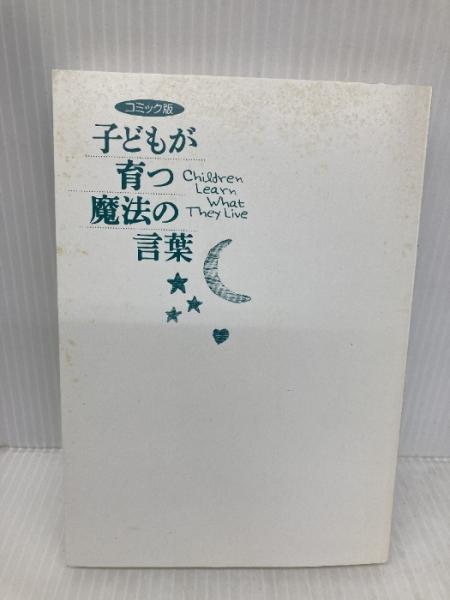 コミック版
子どもが
育つ
魔法の
言葉
Children
Learn
What
They Live